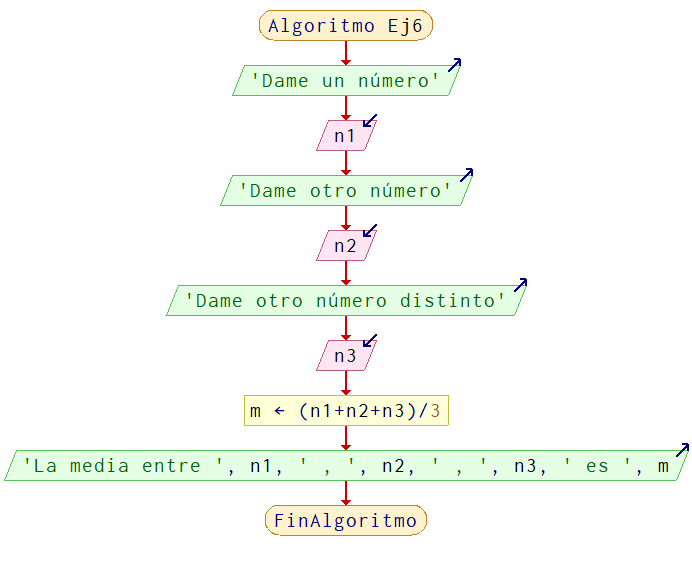 Algoritmo Ej6
'Dame un número'
n1
'Dame otro número'
n2
'Dame otro número distinto'
n3
m ← (n1+n2+n3)/3
'La media entre ', n1, ' , ', n2, ' , ', n3, ' es ', m
FinAlgoritmo